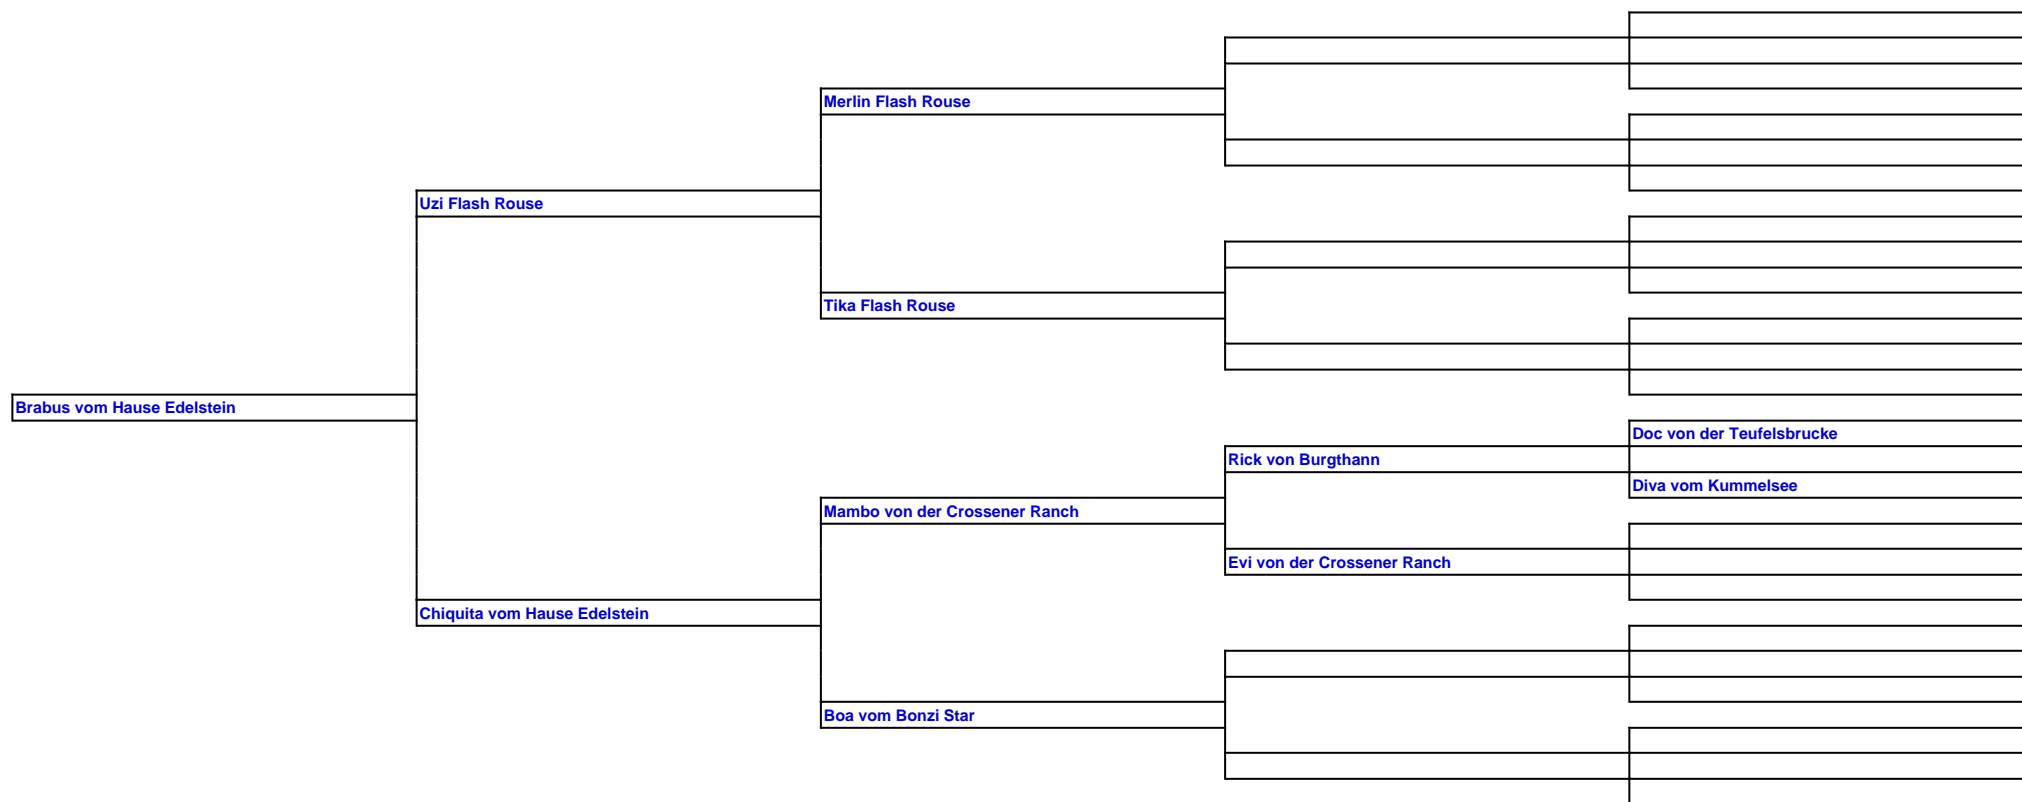 Merlin Flash Rouse
Uzi Flash Rouse
Tika Flash Rouse
Brabus vom Hause Edelstein
Doc von der Teufelsbrucke
Rick von Burgthann
Diva vom Kummelsee
Mambo von der Crossener Ranch
Evi von der Crossener Ranch
Chiquita vom Hause Edelstein
Boa vom Bonzi Star